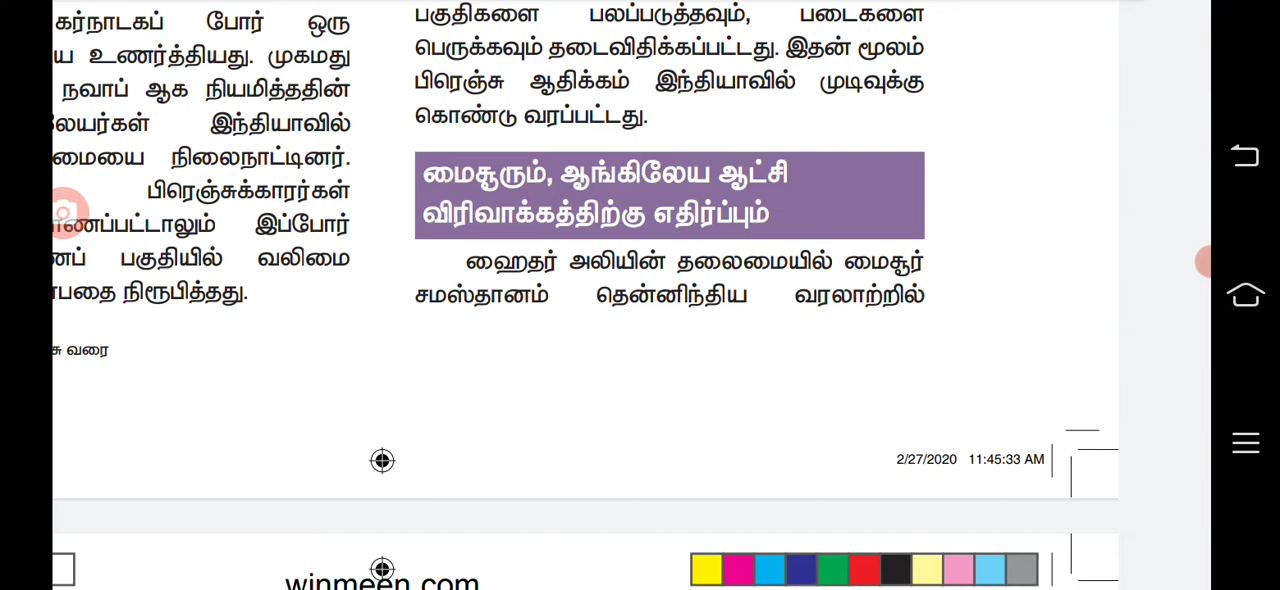 கர்நாடகப் போர் ஒரு
உணர்த்தியது. முகமது
நவாப் ஆக நியமித்ததின்
இந்தியாவில்
நிலைநாட்டினர்.
பிரெஞ்சுக்காரர்கள்
இப்போர்
பகுதியில் வலிமை
நிரூபித்தது.
வரை
பகுதிகளை பலப்படுத்தவும், படைகளை
பெருக்கவும் தடைவிதிக்கப்பட்டது. இதன் மூலம்
பிரெஞ்சு ஆதிக்கம் இந்தியாவில் முடிவுக்கு
கொண்டு வரப்பட்டது.
மைசூரும், ஆங்கிலேய ஆட்சி
விரிவாக்கத்திற்கு எதிர்ப்பும்
ஹைதர் அலியின் தலைமையில் மைசூர்
சமஸ்தானம் தென்னிந்திய வரலாற்றில்
2/27/2020 11:45:33 AM
winmeen.com